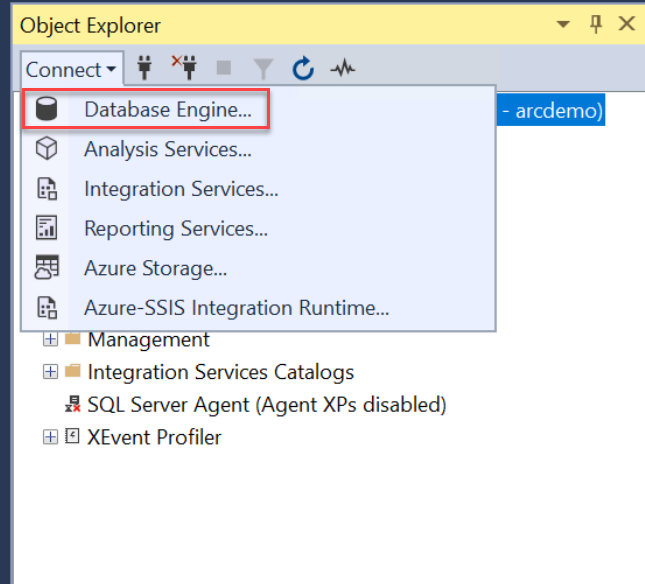 Object Explorer
Connect
Database Engine...
- arcdemo)
Analysis Services...
Integration Services...
Reporting Services...
Azure Storage...
Azure-SSIS Integration Runtime...
Management
Integration Services Catalogs
SQL Server Agent (Agent XPs disabled)
XEvent Profiler